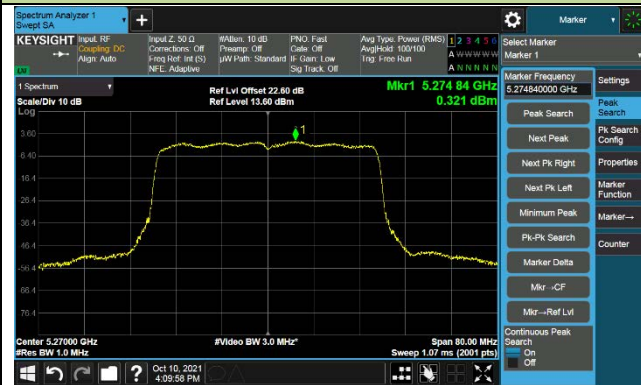 Spectrum Analyzer 1
Swept SA
+
Marker
KEYSIGHT
Input: RF
Coupling: DC
Align: Auto
Input Z: 50 Ω
Corrections: Off
Freq Ref: Int (S)
NFE: Adaptive
#Atten: 10 dB
Preamp: Off
µW Path: Standard
PNO: Fast
Gate: Off
IF Gain: Low
Sig Track: Off
Avg Type: Power (RMS)
Avg|Hold: 100/100
Trig: Free Run
1 2 3 4 5 6
A W W W W W
A N N N N N
Select Marker
Marker 1
1 Spectrum
Scale/Div 10 dB
Log
Ref Lvl Offset 22.60 dB
Ref Level 13.60 dBm
Mkr1 5.274 84 GHz
0.321 dBm
1
3.60
-6.40
-16.4
-26.4
-36.4
-46.4
-56.4
-66.4
-76.4
Center 5.27000 GHz
#Res BW 1.0 MHz
#Video BW 3.0 MHz*
Span 80.00 MHz
Sweep 1.07 ms (2001 pts)
Marker Frequency
5.274840000 GHz
Peak Search
Next Peak
Next Pk Right
Next Pk Left
Minimum Peak
Pk-Pk Search
Marker Delta
Mkr→CF
Mkr→Ref Lvl
Continuous Peak
Search
On
Off
Settings
Peak
Search
Pk Search
Config
Properties
Marker
Function
Marker→
Counter
?
Oct 10, 2021
4:09:58 PM